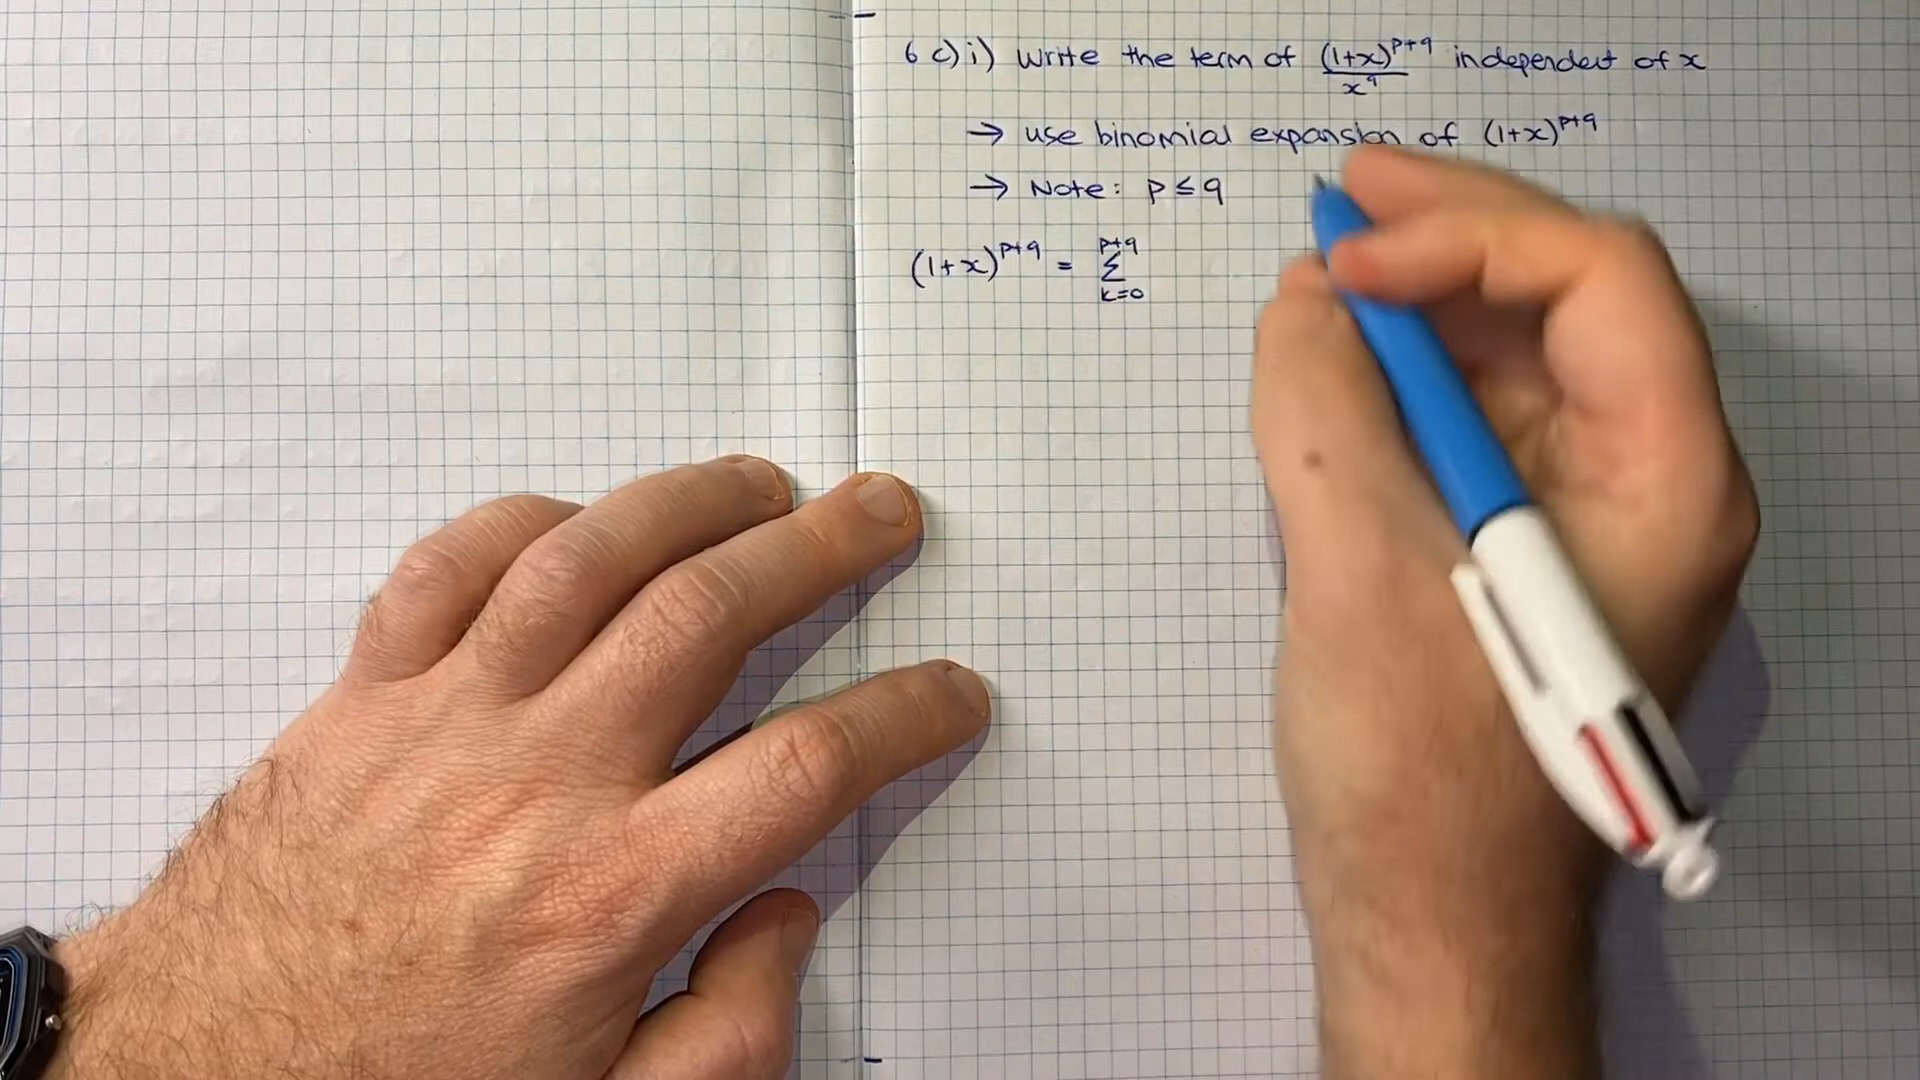 6 c) i) Write the term of (1+x)^{p+q}/x^q independent of x
→ use binomial expansion of (1+x)^{p+q}
→ Note: p ≤ q
(1+x)^{p+q} = Σ_{k=0}^{p+q}